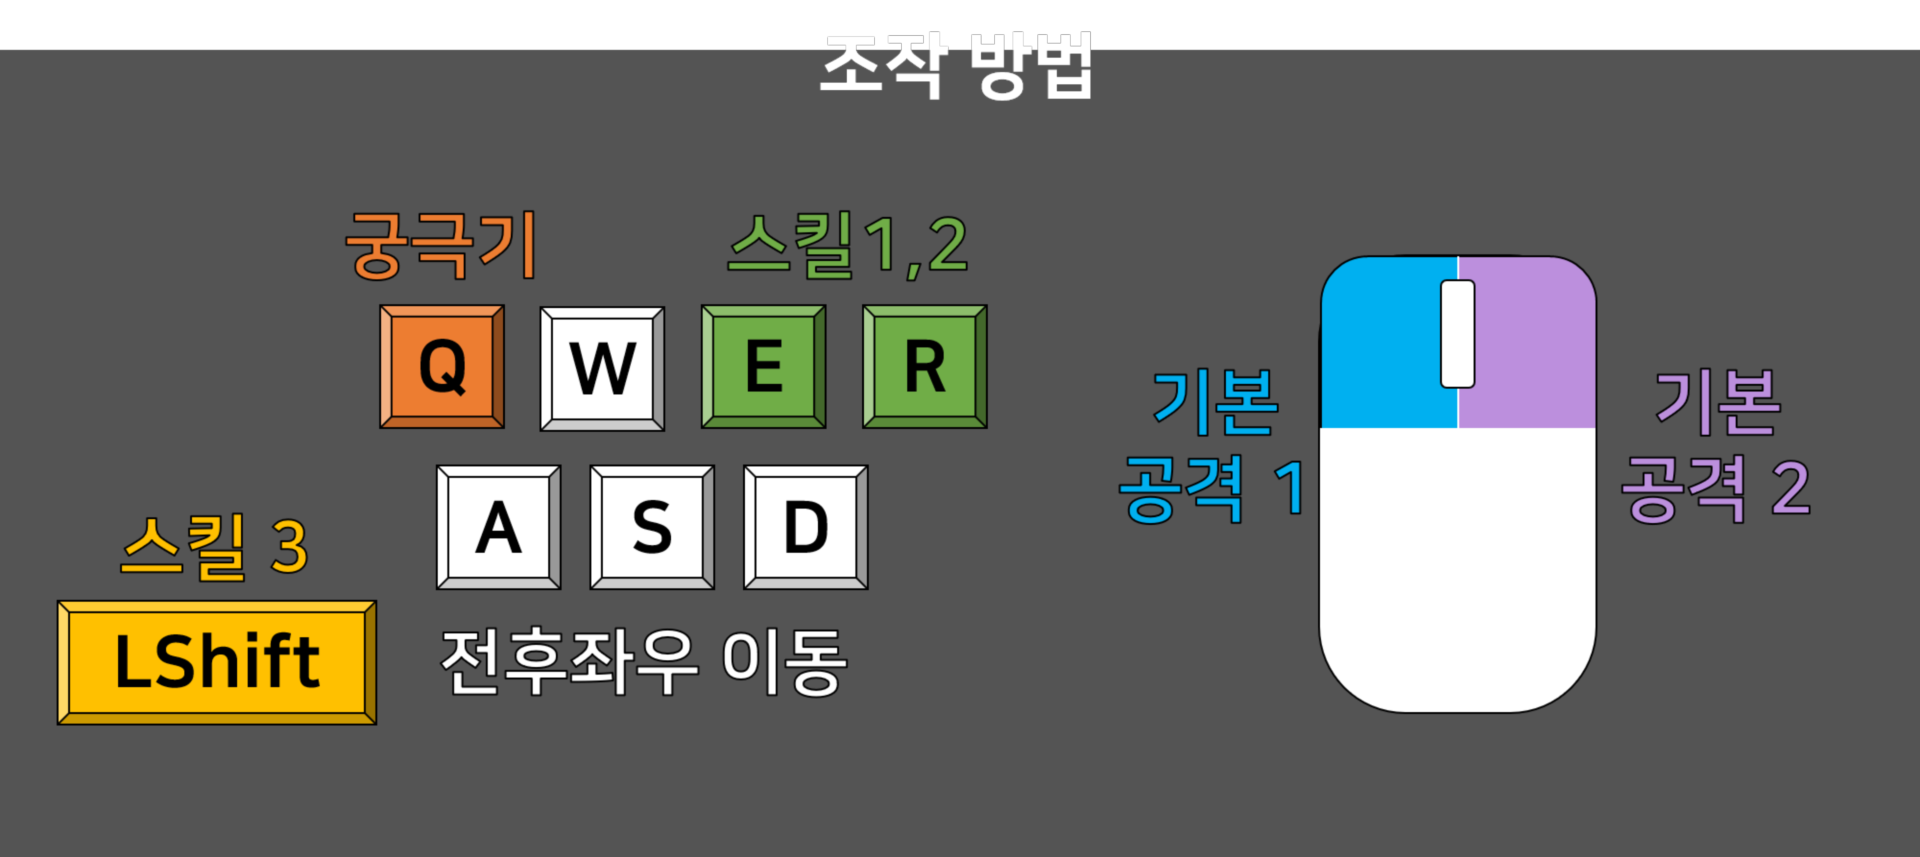 조작 방법
궁극기 스킬1,2
Q W E R
A S D
스킬 3
LShift
전후좌우 이동
기본
공격 1
기본
공격 2